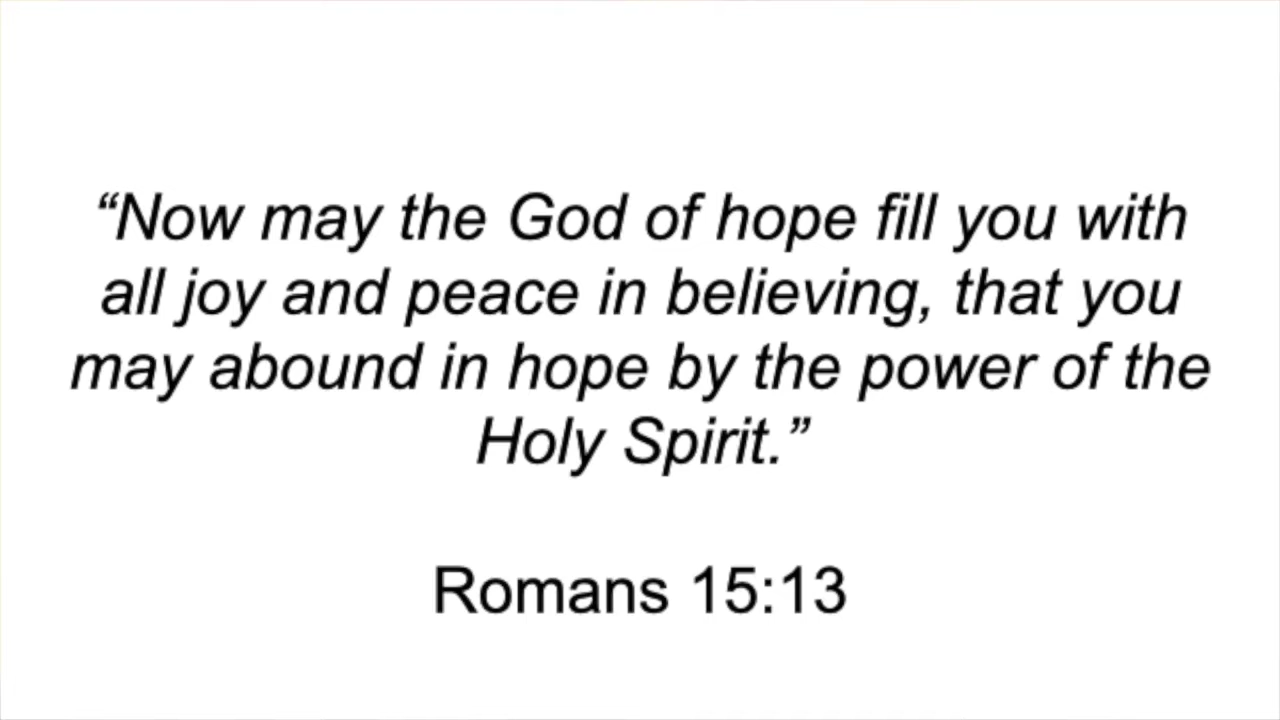 “Now may the God of hope fill you with
all joy and peace in believing, that you
may abound in hope by the power of the
Holy Spirit.”
Romans 15:13